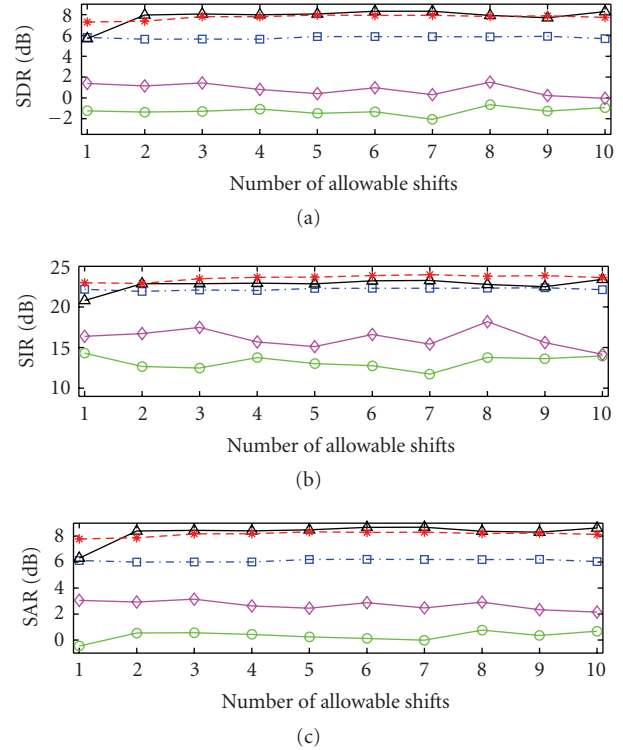 8
6
4
2
0
−2
SDR (dB)
1 2 3 4 5 6 7 8 9 10
Number of allowable shifts
(a)
25
20
15
10
SIR (dB)
1 2 3 4 5 6 7 8 9 10
Number of allowable shifts
(b)
8
6
4
2
0
SAR (dB)
1 2 3 4 5 6 7 8 9 10
Number of allowable shifts
(c)